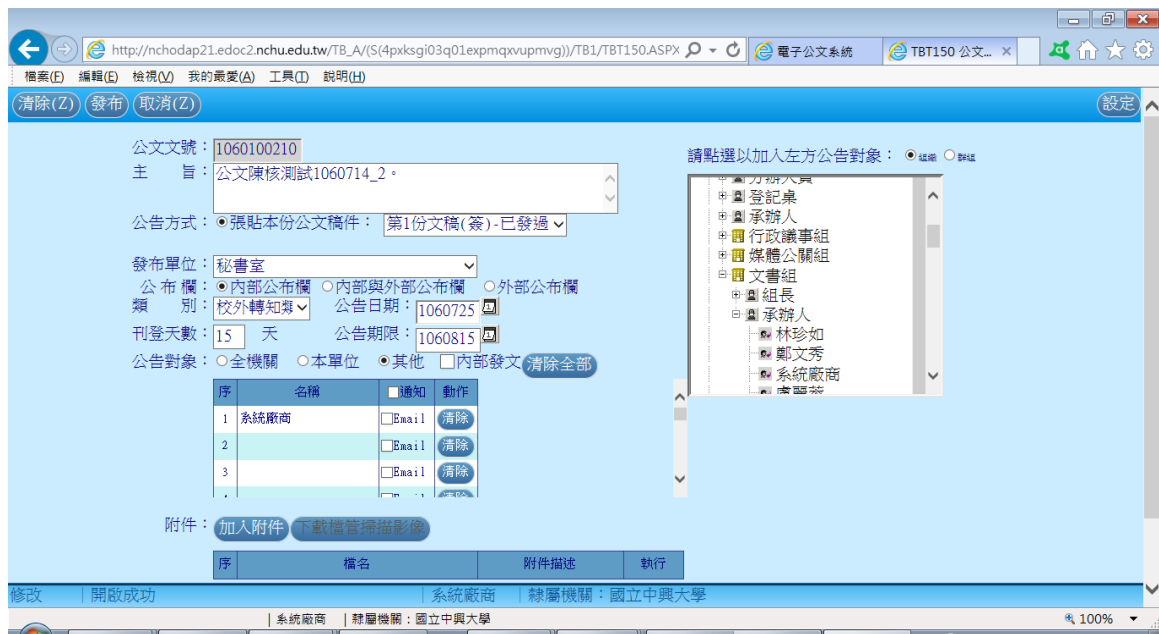 http://nchodap21.edoc2.nchu.edu.tw/TB_A/(S(4pxksgi03q01expmqxvupmvg))/TB1/TBT150.ASPX
電子公文系統
TBT150 公文...
檔案(F) 編輯(E) 檢視(V) 我的最愛(A) 工具(T) 說明(H)
清除(Z) 發布 取消(Z) 設定
公文文號：1060100210
主 旨：公文陳核測試1060714_2。
公告方式：張貼本份公文稿件： 第1份文稿(簽)-已發過
發布單位：秘書室
公 布 欄：內部公布欄 內部與外部公布欄 外部公布欄
類 別：校外轉知類 公告日期：1060725
刊登天數：15 天 公告期限：1060815
公告對象：全機關 本單位 其他 內部發文 清除全部
序 名稱 通知 動作
1 系統廠商 Email 清除
2 Email 清除
3 Email 清除
請點選以加入左方公告對象： 組織 群組
登記桌
承辦人
行政議事組
媒體公關組
文書組
組長
承辦人
林珍如
鄭文秀
系統廠商
附件：加入附件 下載檔管掃描影像
序 檔名 附件描述 執行
修改 開啟成功 系統廠商 隸屬機關：國立中興大學
系統廠商 隸屬機關：國立中興大學 100%